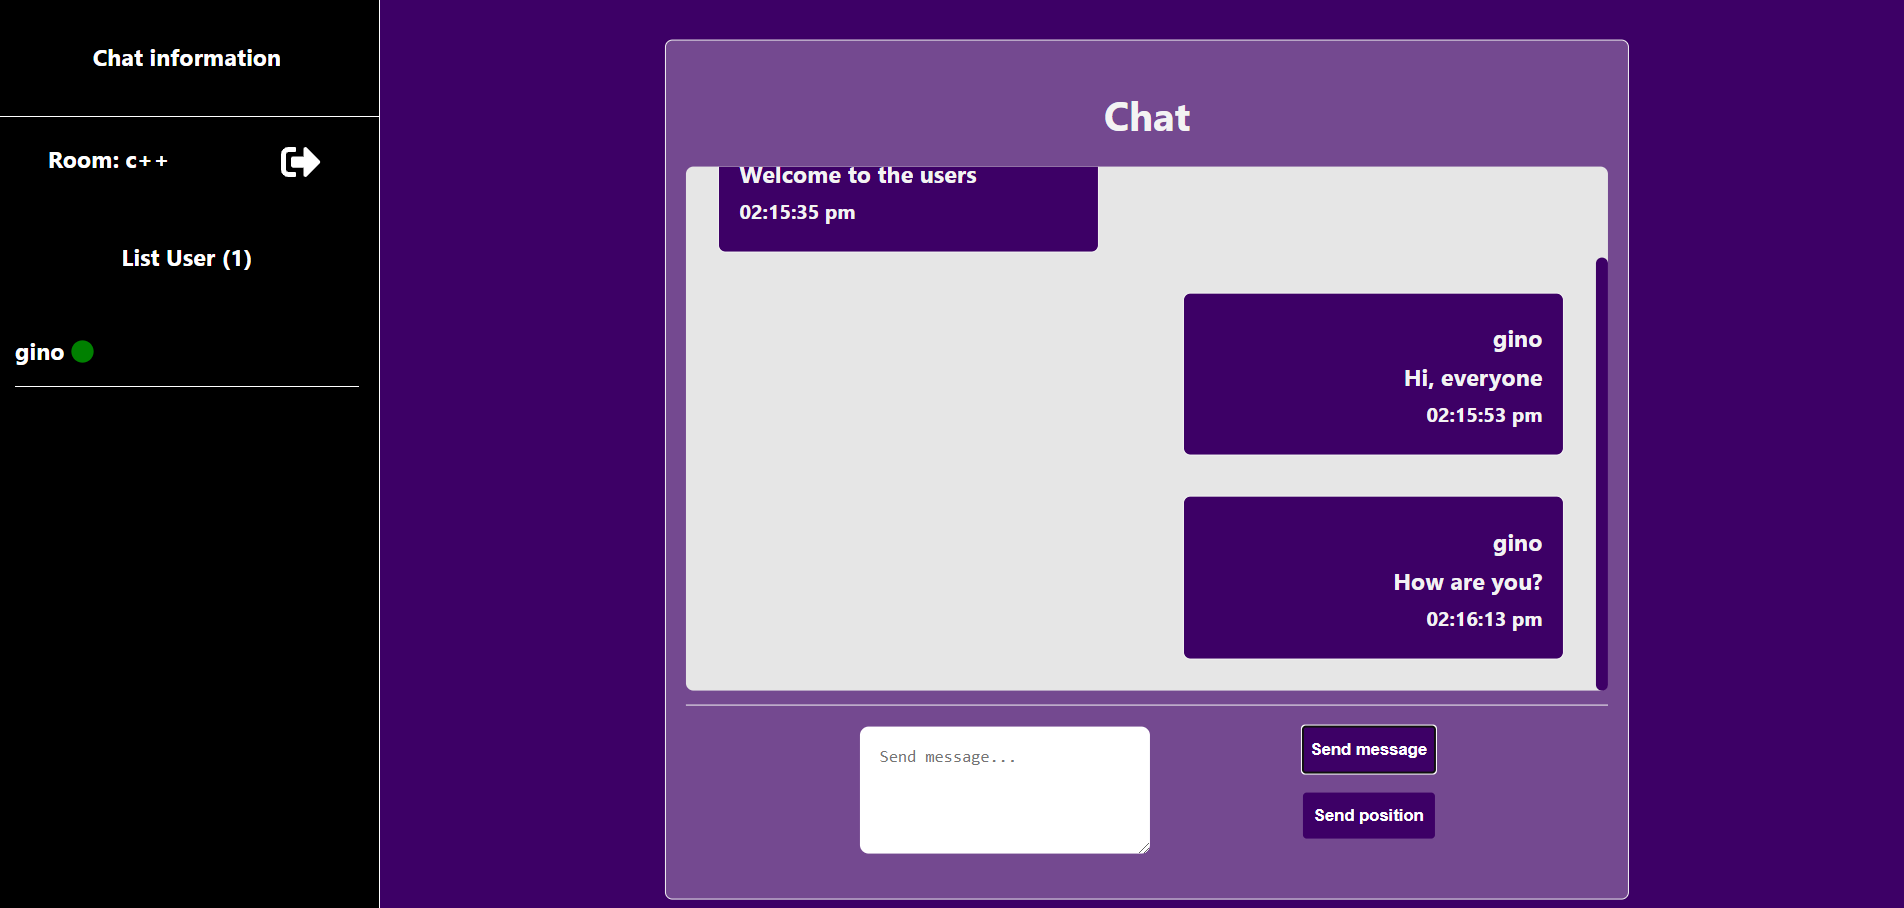 Chat information
Room: c++
List User (1)
gino
Chat
Welcome to the users
02:15:35 pm
gino
Hi, everyone
02:15:53 pm
gino
How are you?
02:16:13 pm
Send message...
Send message
Send position